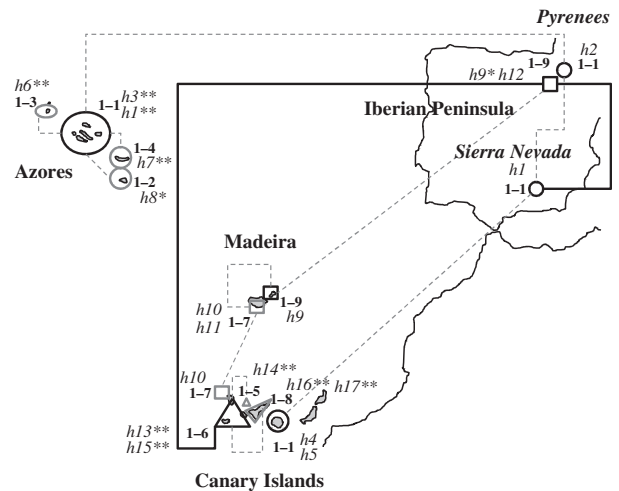 Pyrenees
h2
1–9
1–1
h9* h12
Iberian Peninsula
Sierra Nevada
h1
1–1
h6**
1–3
1–1
h3**
h1**
1–4
h7**
1–2
h8*
Azores
Madeira
1–9
h9
h10
h11
1–7
h10
1–7
h14**
1–5
h16** h17**
1–8
1–6
h13**
h15**
1–1
h4
h5
Canary Islands